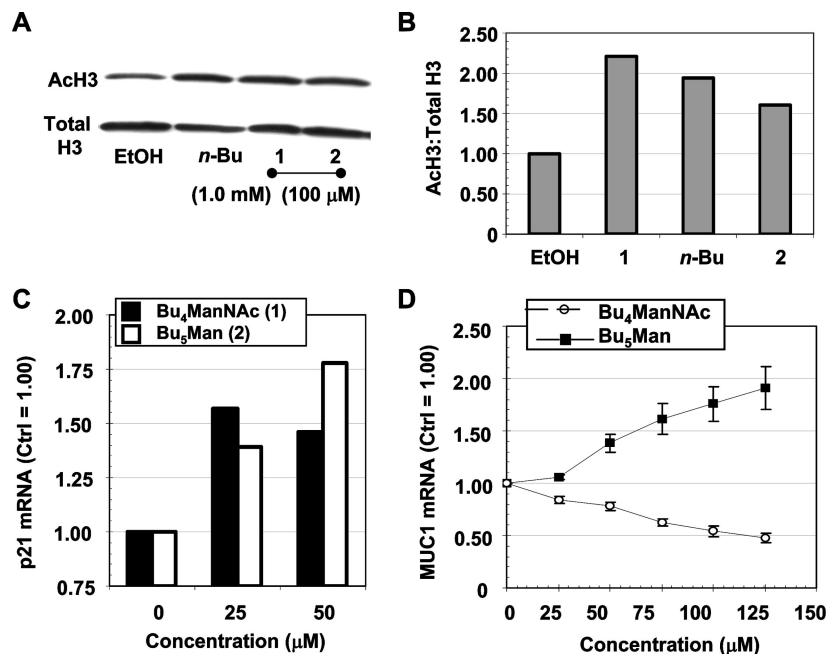 A
AcH3
Total
H3
EtOH
n-Bu
1
2
(1.0 mM)
(100 μM)
B
AcH3:Total H3
2.50
2.00
1.50
1.00
0.50
0
EtOH
1
n-Bu
2
C
Bu4ManNAc (1)
Bu5Man (2)
p21 mRNA (Ctrl = 1.00)
2.00
1.75
1.50
1.25
1.00
0.75
0
25
50
Concentration (μM)
D
Bu4ManNAc
Bu5Man
MUC1 mRNA (Ctrl = 1.00)
2.50
2.00
1.50
1.00
0.50
0
0
25
50
75
100
125
150
Concentration (μM)